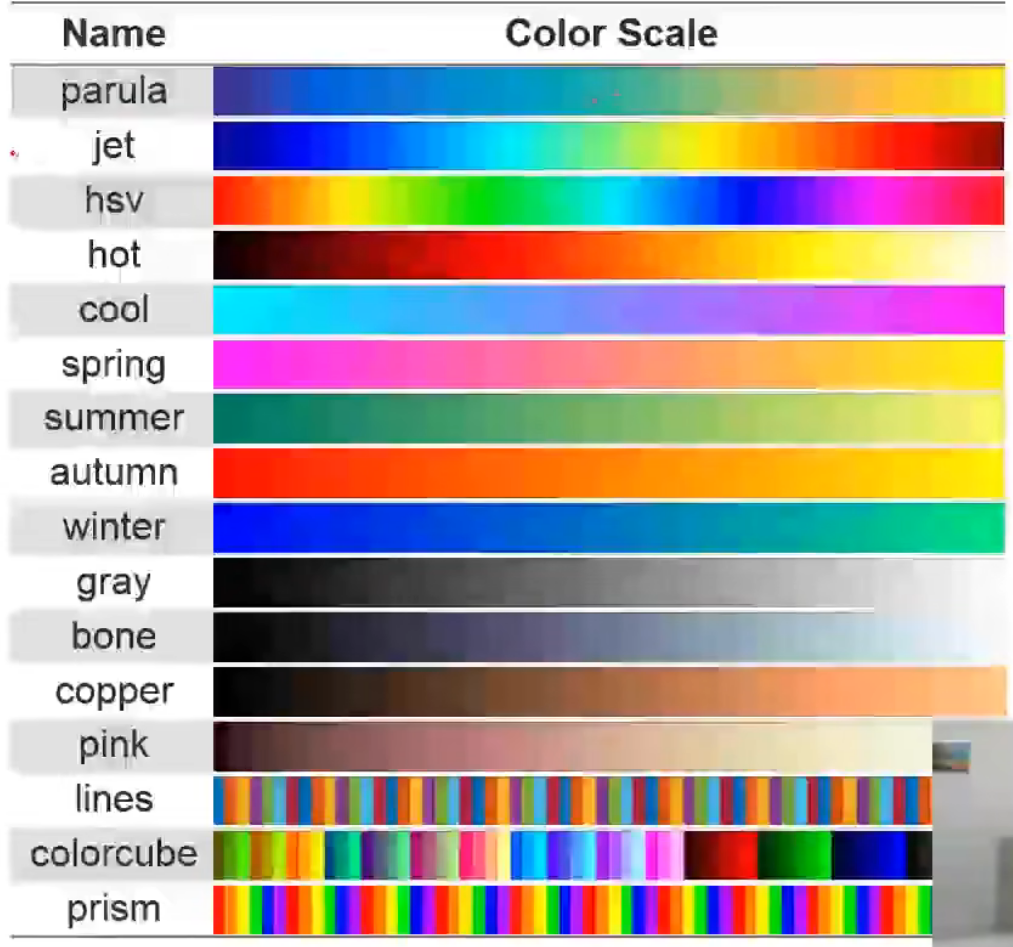 Name Color Scale
parula
jet
hsv
hot
cool
spring
summer
autumn
winter
gray
bone
copper
pink
lines
colorcube
prism